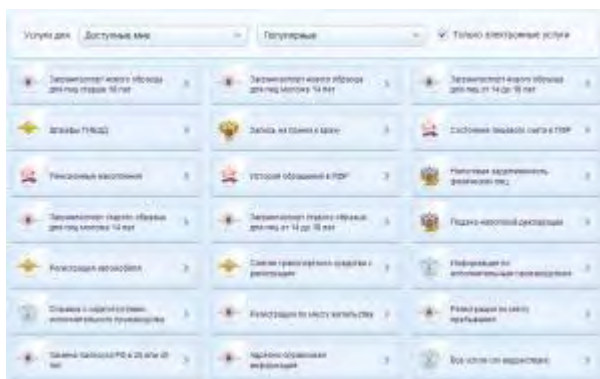 Услуги для Доступные мне Популярные Только электронные услуги
Загранпаспорт нового образца для лиц старше 18 лет
Загранпаспорт нового образца для лиц моложе 14 лет
Загранпаспорт нового образца для лиц от 14 до 18 лет
Штрафы ГИБДД
Запись на прием к врачу
Состояние лицевого счета в ПФР
Пенсионные накопления
История обращений в ПФР
Налоговая задолженность
физических лиц
Загранпаспорт старого образца
для лиц моложе 14 лет
Загранпаспорт старого образца
для лиц от 14 до 18 лет
Подача налоговой декларации
Регистрация автомобиля
Снятие транспортного средства с
регистрации
Информация по
исполнительным производствам
Справка о
исполнительного производства
Регистрация по месту жительства
Регистрация по месту
пребывания
Замена паспорта РФ в 20 или 45
лет
Адресно-справочная
информация
Все услуги (по ведомствам)